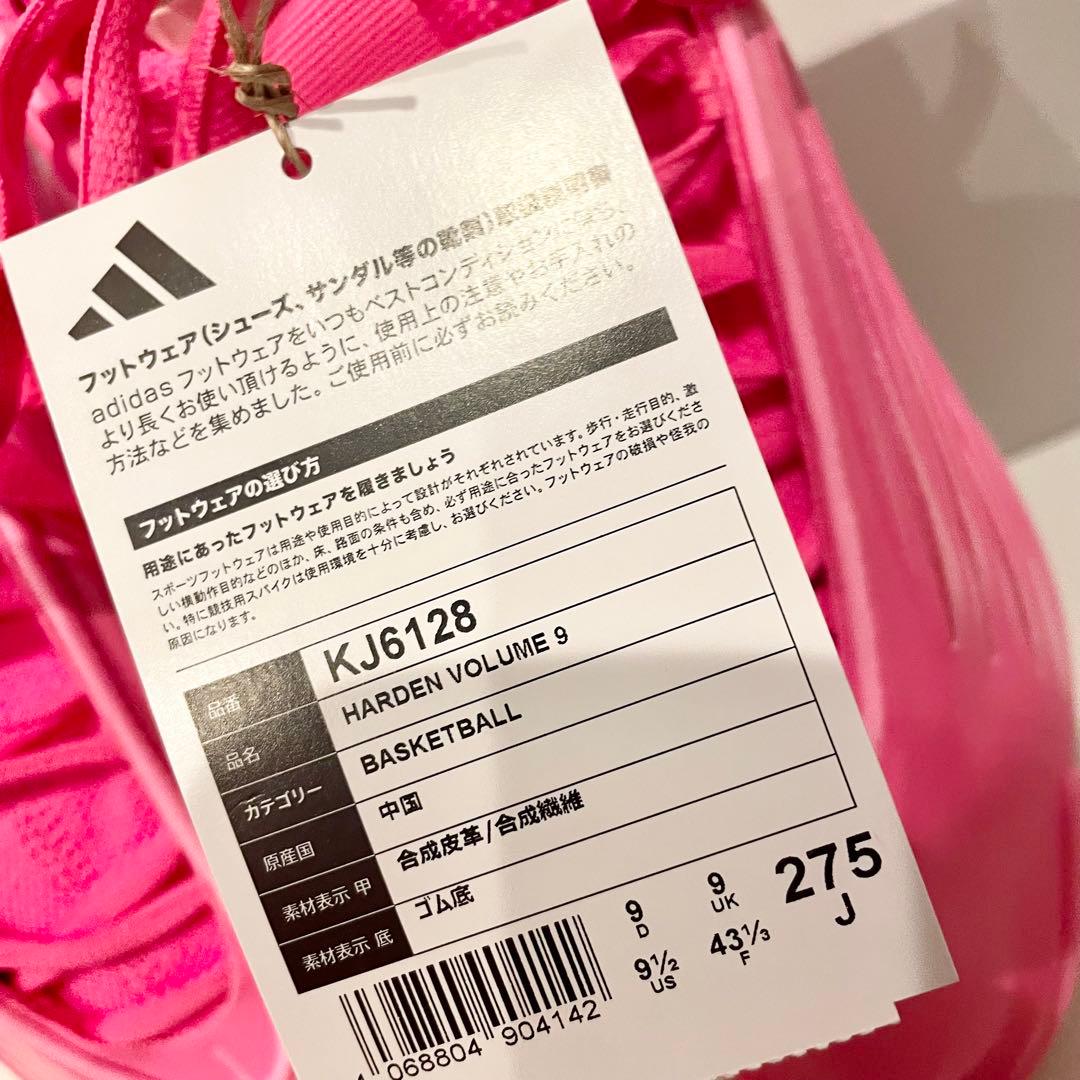 フットウェア(シューズ、サンダル等の靴類)取扱説明書
adidas フットウェアをいつもベストコンディションに保ち、
より長くお使い頂けるように、使用上の注意やお手入れの
方法などを集めました。ご使用前に必ずお読みください。
フットウェアの選び方
用途にあったフットウェアを履きましょう
スポーツフットウェアは用途や使用目的によって設計がそれぞれされています。歩行・走行目的、激
しい横動作目的などのほか、床、路面の条件も含め、必ず用途に合ったフットウェアをお選びくださ
い。特に競技用スパイクは使用環境を十分に考慮し、お選びください。フットウェアの破損や怪我の
原因になります。
品番 KJ6128
品名 HARDEN VOLUME 9
カテゴリー BASKETBALL
原産国 中国
素材表示 甲 合成皮革/合成繊維
素材表示 底 ゴム底
9 D
9 UK
275 J
9½ US
43⅓ F
068804 904142